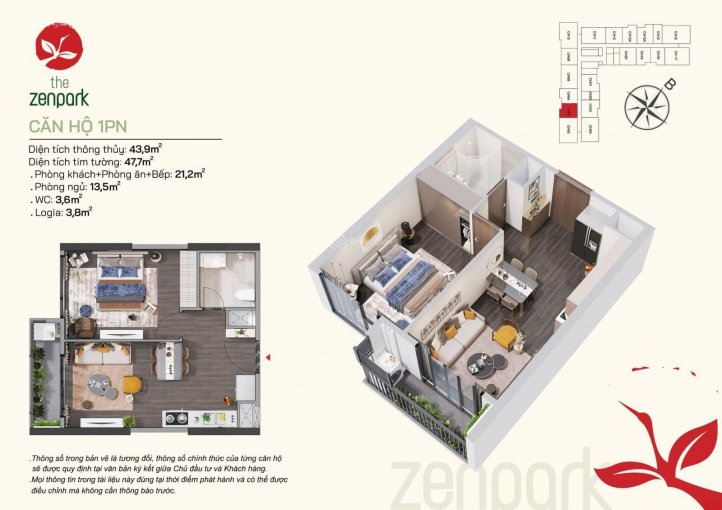 the
zenpark
CĂN HỘ 1PN
Diện tích thông thủy: 43,9m²
Diện tích tim tường: 47,7m²
. Phòng khách+Phòng ăn+Bếp: 21,2m²
. Phòng ngủ: 13,5m²
. WC: 3,6m²
. Logia: 3,8m²
B
.Thông số trong bản vẽ là tương đối, thông số chính thức của từng căn hộ
sẽ được quy định tại văn bản ký kết giữa Chủ đầu tư và Khách hàng.
.Mọi thông tin trong tài liệu này đúng tại thời điểm phát hành và có thể được
điều chỉnh mà không cần thông báo trước.
zenpark